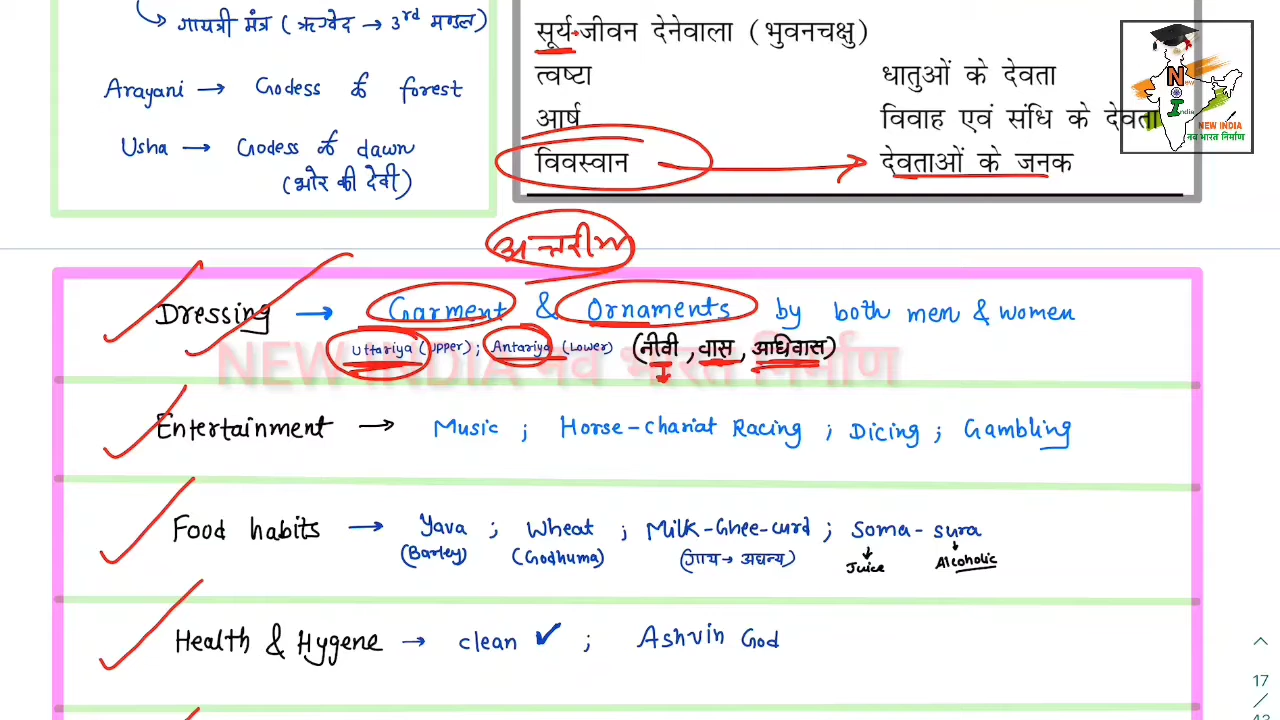 गायत्री मंत्र ( ऋग्वेद → 3rd मण्डल)
Arayani → Godess of forest
Usha → Godess of dawn
(भोर की देवी)
सूर्य-जीवन देनेवाला (भुवनचक्षु)
त्वष्टा धातुओं के देवता
आर्ष विवाह एवं संधि के देवता
विवस्वान → देवताओं के जनक
NEW INDIA
नव भारत निर्माण
Dressing → Garment & Ornaments by both men & women
Uttariya (Upper) ; Antariya (Lower) (नीवी , वास , अधिवास)
NEW INDIA नव भारत निर्माण
Entertainment → Music ; Horse-chariat Racing ; Dicing ; Gambling
Food habits → Yava ; Wheat ; Milk-Ghee-curd ; Soma - sura
(Barley) (Godhuma) (गाय → अघन्य) Juice Alcoholic
Health & Hygene → clean ✔ ; Ashvin God
17
/